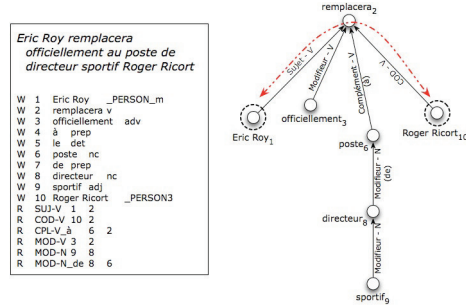 Eric Roy remplacera
officiellement au poste de
directeur sportif Roger Ricort
W 1 Eric Roy _PERSON_m
W 2 remplacera v
W 3 officiellement adv
W 4 à prep
W 5 le det
W 6 poste nc
W 7 de prep
W 8 directeur nc
W 9 sportif adj
W 10 Roger Ricort _PERSON3
R SUJ-V 1 2
R COD-V 10 2
R CPL-V_à 6 2
R MOD-V 3 2
R MOD-N 9 8
R MOD-N_de 8 6
remplacera2
Sujet - V
Modifieur - V
Complément - V
(à)
COD - V
Eric Roy1
officiellement3
Roger Ricort10
poste6
Modifieur - N
(de)
directeur8
Modifieur - N
sportif9